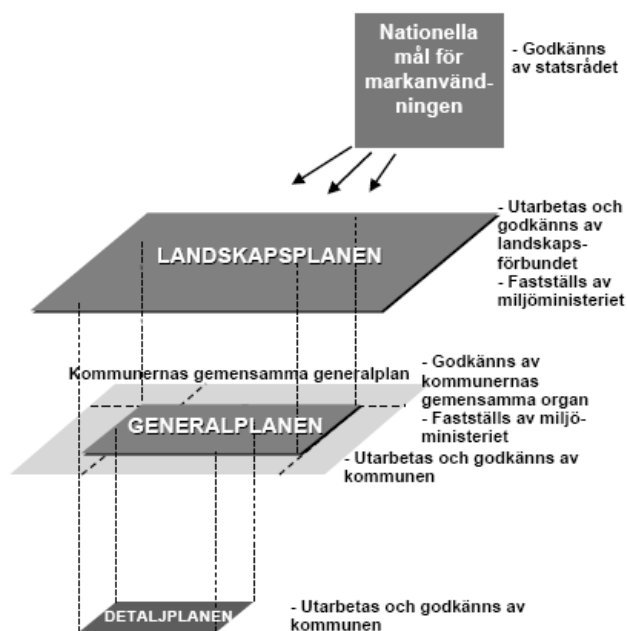 Nationella
mål för
markanvänd-
ningen
- Godkänns
av statsrådet
LANDSKAPSPLANEN
- Utarbetas och
godkänns av
landskaps-
förbundet
- Fastställs av
miljöministeriet
Kommunernas gemensamma generalplan
- Godkänns av
kommunernas
gemensamma organ
- Fastställs av miljö-
ministeriet
GENERALPLANEN
- Utarbetas och godkänns av
kommunen
DETALJPLANEN
- Utarbetas och godkänns av
kommunen